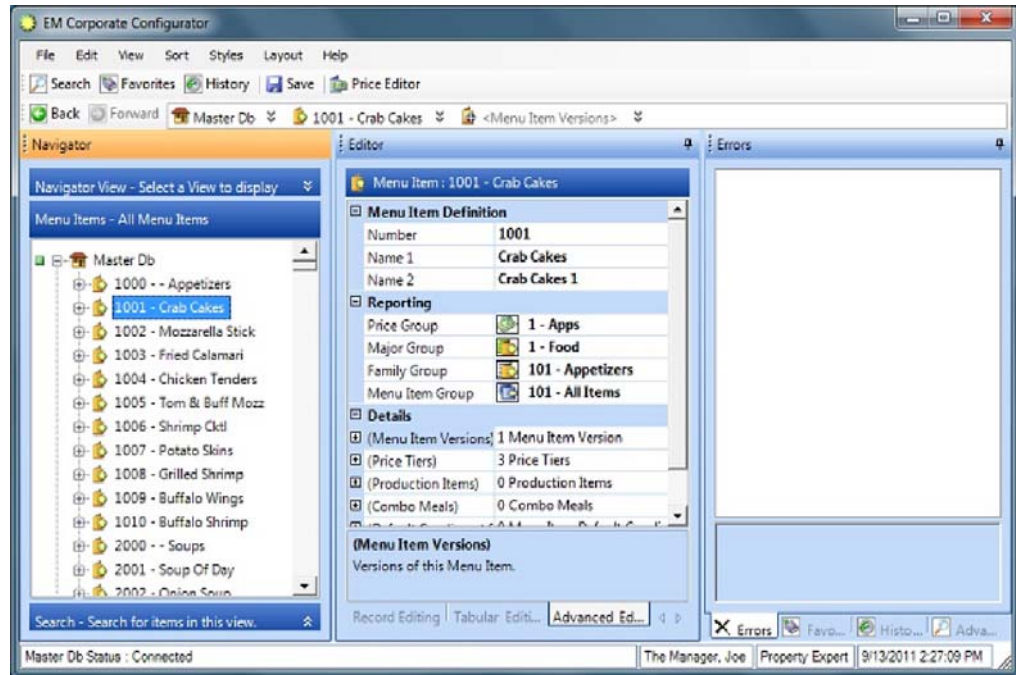 EM Corporate Configurator
File Edit View Sort Styles Layout Help
Search Favorites History Save Price Editor
Back Forward Master Db 1001 - Crab Cakes <Menu Item Versions>
Navigator
Navigator View - Select a View to display
Menu Items - All Menu Items
Master Db
1000 - - Appetizers
1001 - Crab Cakes
1002 - Mozzarella Stick
1003 - Fried Calamari
1004 - Chicken Tenders
1005 - Tom & Buff Mozz
1006 - Shrimp Cktl
1007 - Potato Skins
1008 - Grilled Shrimp
1009 - Buffalo Wings
1010 - Buffalo Shrimp
2000 - - Soups
2001 - Soup Of Day
2002 - Onion Soup
Search - Search for items in this view.
Editor
Menu Item : 1001 - Crab Cakes
Menu Item Definition
Number 1001
Name 1 Crab Cakes
Name 2 Crab Cakes 1
Reporting
Price Group 1 - Apps
Major Group 1 - Food
Family Group 101 - Appetizers
Menu Item Group 101 - All Items
Details
(Menu Item Versions) 1 Menu Item Version
(Price Tiers) 3 Price Tiers
(Production Items) 0 Production Items
(Combo Meals) 0 Combo Meals
(Menu Item Versions)
Versions of this Menu Item.
Record Editing Tabular Editi... Advanced Ed...
Errors
Errors Favo... Histo... Adva...
Master Db Status : Connected
The Manager, Joe Property Expert 9/13/2011 2:27:09 PM